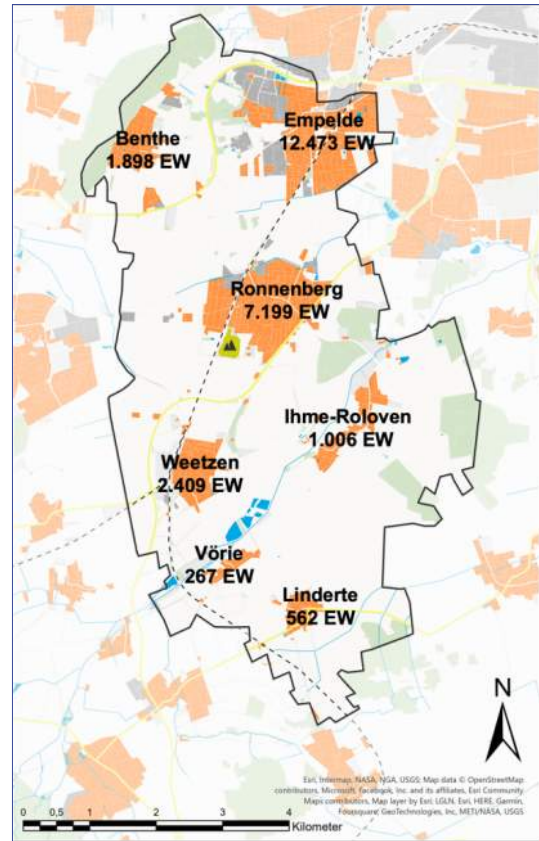 Benthe
1.898 EW
Empelde
12.473 EW
Ronnenberg
7.199 EW
Ihme-Roloven
1.006 EW
Weetzen
2.409 EW
Vörie
267 EW
Linderte
562 EW
N
Esri, Intermap, NASA, NGA, USGS; Map data © OpenStreetMap
contributors, Microsoft, Facebook, Inc. and its affiliates, Esri Community
Maps contributors, Map layer by Esri, LGLN, Esri, HERE, Garmin,
Foursquare, GeoTechnologies, Inc, METI/NASA, USGS
0 0,5 1 2 3 4
Kilometer